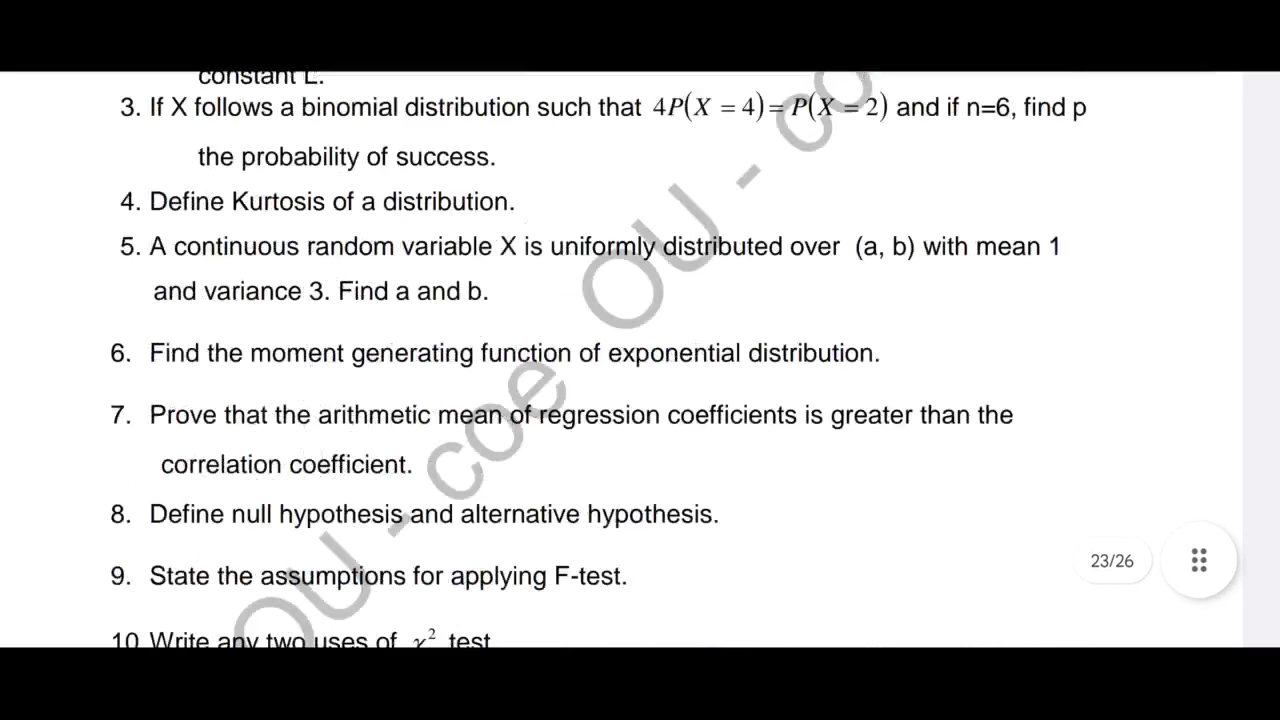 constant L.
3. If X follows a binomial distribution such that 4P(X = 4) = P(X = 2) and if n=6, find p
the probability of success.
4. Define Kurtosis of a distribution.
5. A continuous random variable X is uniformly distributed over (a, b) with mean 1
and variance 3. Find a and b.
6. Find the moment generating function of exponential distribution.
7. Prove that the arithmetic mean of regression coefficients is greater than the
correlation coefficient.
8. Define null hypothesis and alternative hypothesis.
23/26
9. State the assumptions for applying F-test.
10 Write any two uses of χ² test
OU - coe OU - co